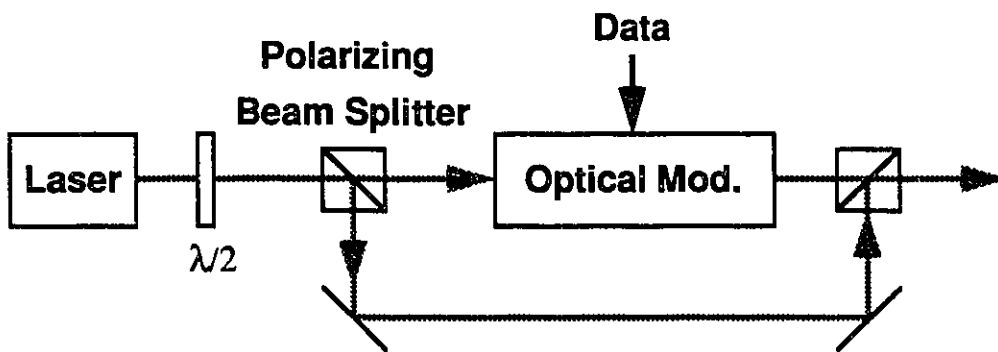 Data
Polarizing
Beam Splitter
Laser
Optical Mod.
λ/2